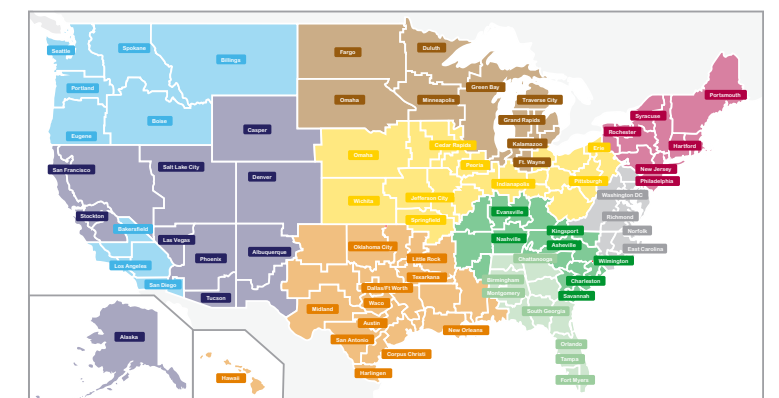 Seattle
Spokane
Billings
Fargo
Duluth
Portland
Green Bay
Portsmouth
Omaha
Minneapolis
Traverse City
Boise
Grand Rapids
Syracuse
Eugene
Casper
Rochester
Cedar Rapids
Kalamazoo
Erie
Hartford
Omaha
Peoria
Ft. Wayne
San Francisco
Salt Lake City
New Jersey
Denver
Indianapolis
Pittsburgh
Philadelphia
Wichita
Jefferson City
Washington DC
Stockton
Springfield
Evansville
Richmond
Bakersfield
Kingsport
Norfolk
Las Vegas
Nashville
Oklahoma City
Asheville
East Carolina
Albuquerque
Phoenix
Little Rock
Chattanooga
Wilmington
Los Angeles
Texarkana
Birmingham
Charleston
San Diego
Dallas/Ft Worth
Montgomery
Savannah
Tucson
Waco
Midland
South Georgia
Austin
New Orleans
Alaska
San Antonio
Orlando
Corpus Christi
Tampa
Harlingen
Hawaii
Fort Myers